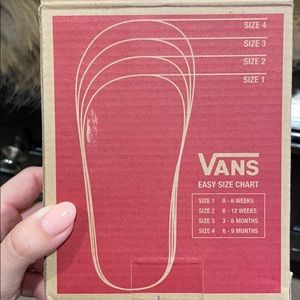 SIZE 4
SIZE 3
SIZE 2
SIZE 1
VANS
EASY SIZE CHART
SIZE 1 0 - 6 WEEKS
SIZE 2 6 - 12 WEEKS
SIZE 3 3 - 6 MONTHS
SIZE 4 6 - 9 MONTHS